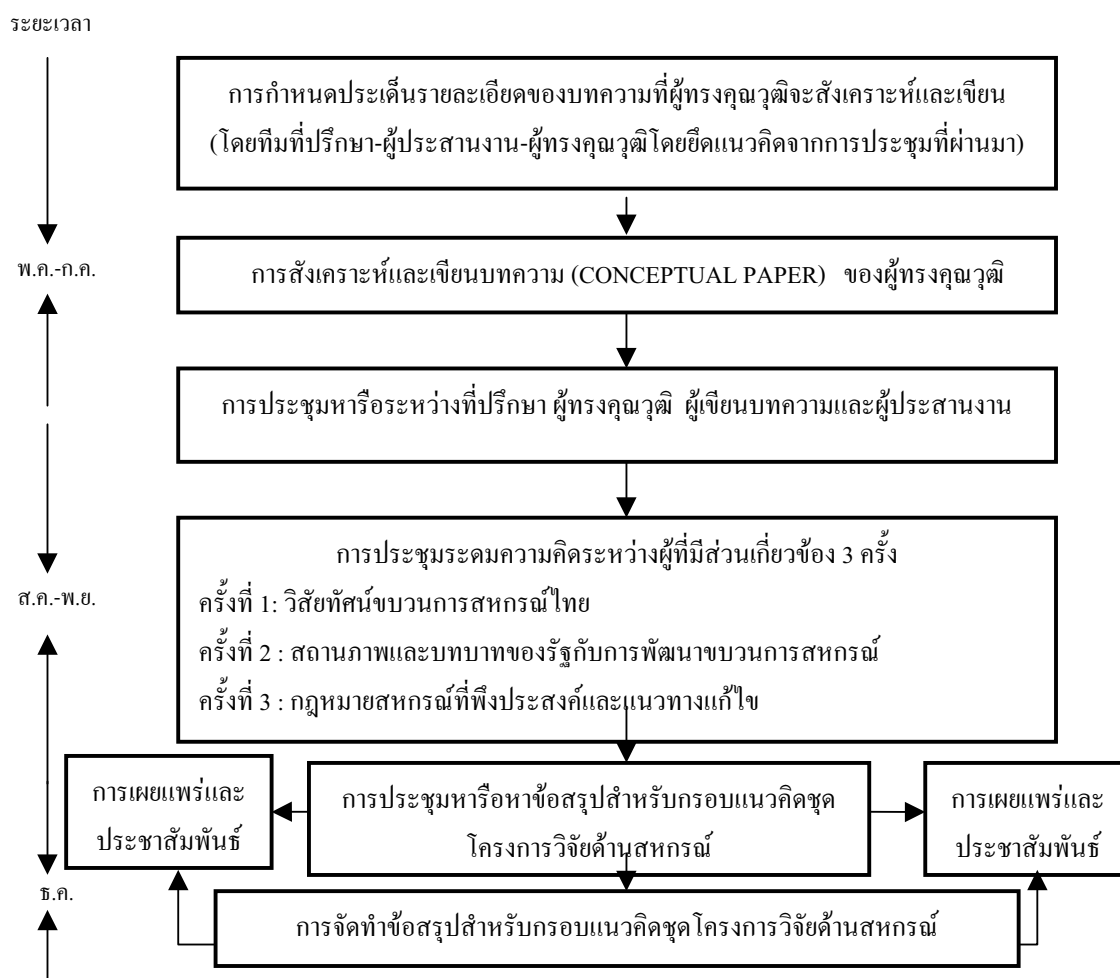 ระยะเวลา
การกำหนดประเด็นรายละเอียดของบทความที่ผู้ทรงคุณวุฒิจะสังเคราะห์และเขียน
(โดยทีมที่ปรึกษา-ผู้ประสานงาน-ผู้ทรงคุณวุฒิโดยยึดแนวคิดจากการประชุมที่ผ่านมา)
พ.ค.-ก.ค.
การสังเคราะห์และเขียนบทความ (CONCEPTUAL PAPER) ของผู้ทรงคุณวุฒิ
การประชุมหารือระหว่างที่ปรึกษา ผู้ทรงคุณวุฒิ ผู้เขียนบทความและผู้ประสานงาน
การประชุมระดมความคิดระหว่างผู้ที่มีส่วนเกี่ยวข้อง 3 ครั้ง
ส.ค.-พ.ย.
ครั้งที่ 1: วิสัยทัศน์ขบวนการสหกรณ์ไทย
ครั้งที่ 2 : สถานภาพและบทบาทของรัฐกับการพัฒนาขบวนการสหกรณ์
ครั้งที่ 3 : กฎหมายสหกรณ์ที่พึงประสงค์และแนวทางแก้ไข
การเผยแพร่และ
ประชาสัมพันธ์
การประชุมหารือหาข้อสรุปสำหรับกรอบแนวคิดชุด
โครงการวิจัยด้านสหกรณ์
การเผยแพร่และ
ประชาสัมพันธ์
ธ.ค.
การจัดทำข้อสรุปสำหรับกรอบแนวคิดชุดโครงการวิจัยด้านสหกรณ์